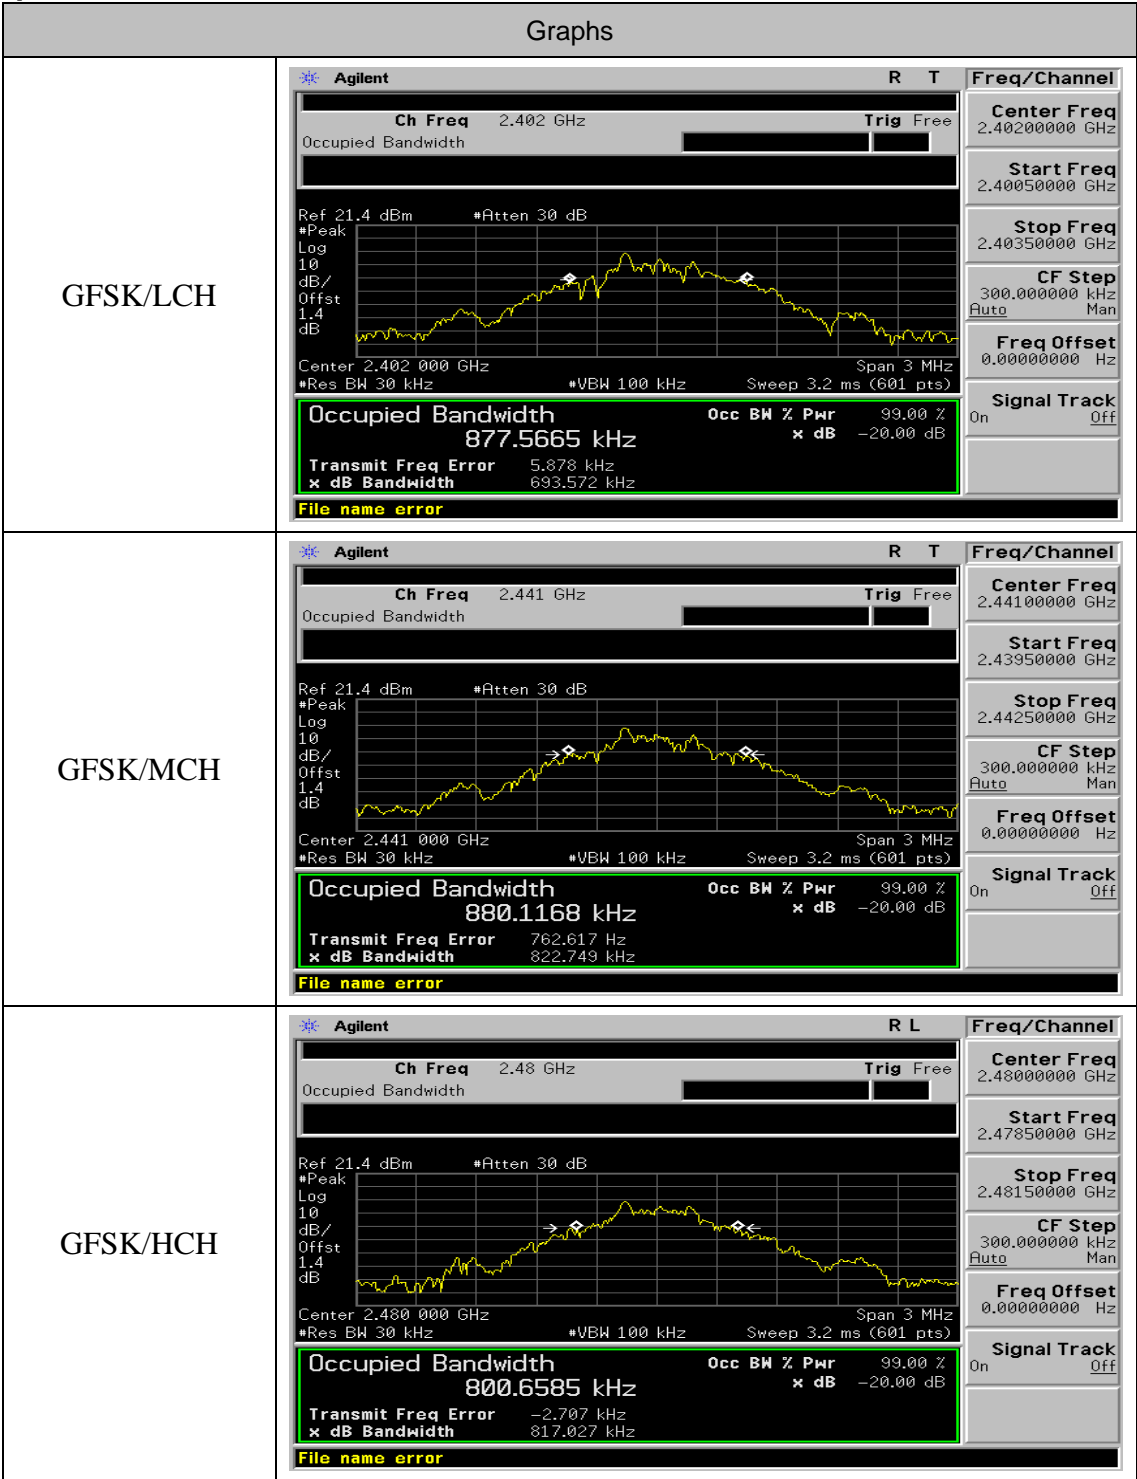 Graphs
GFSK/LCH
Agilent R T Freq/Channel
Ch Freq 2.402 GHz Trig Free
Occupied Bandwidth
Center Freq
2.40200000 GHz
Start Freq
2.40050000 GHz
Stop Freq
2.40350000 GHz
CF Step
300.000000 kHz
Auto Man
Freq Offset
0.00000000 Hz
Signal Track
On Off
Ref 21.4 dBm #Atten 30 dB
#Peak
Log
10
dB/
Offst
1.4
dB
Center 2.402 000 GHz Span 3 MHz
#Res BW 30 kHz #VBW 100 kHz Sweep 3.2 ms (601 pts)
Occupied Bandwidth Occ BW % Pwr 99.00 %
877.5665 kHz x dB -20.00 dB
Transmit Freq Error 5.878 kHz
x dB Bandwidth 693.572 kHz
File name error
GFSK/MCH
Agilent R T Freq/Channel
Ch Freq 2.441 GHz Trig Free
Occupied Bandwidth
Center Freq
2.44100000 GHz
Start Freq
2.43950000 GHz
Stop Freq
2.44250000 GHz
CF Step
300.000000 kHz
Auto Man
Freq Offset
0.00000000 Hz
Signal Track
On Off
Ref 21.4 dBm #Atten 30 dB
#Peak
Log
10
dB/
Offst
1.4
dB
Center 2.441 000 GHz Span 3 MHz
#Res BW 30 kHz #VBW 100 kHz Sweep 3.2 ms (601 pts)
Occupied Bandwidth Occ BW % Pwr 99.00 %
880.1168 kHz x dB -20.00 dB
Transmit Freq Error 762.617 Hz
x dB Bandwidth 822.749 kHz
File name error
GFSK/HCH
Agilent R L Freq/Channel
Ch Freq 2.48 GHz Trig Free
Occupied Bandwidth
Center Freq
2.48000000 GHz
Start Freq
2.47850000 GHz
Stop Freq
2.48150000 GHz
CF Step
300.000000 kHz
Auto Man
Freq Offset
0.00000000 Hz
Signal Track
On Off
Ref 21.4 dBm #Atten 30 dB
#Peak
Log
10
dB/
Offst
1.4
dB
Center 2.480 000 GHz Span 3 MHz
#Res BW 30 kHz #VBW 100 kHz Sweep 3.2 ms (601 pts)
Occupied Bandwidth Occ BW % Pwr 99.00 %
800.6585 kHz x dB -20.00 dB
Transmit Freq Error -2.707 kHz
x dB Bandwidth 817.027 kHz
File name error